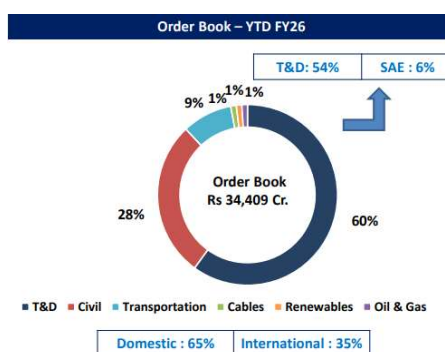 Order Book – YTD FY26
T&D: 54% SAE : 6%
1% 1% 1%
9%
28%
Order Book
Rs 34,409 Cr.
60%
T&D Civil Transportation Cables Renewables Oil & Gas
Domestic : 65% International : 35%